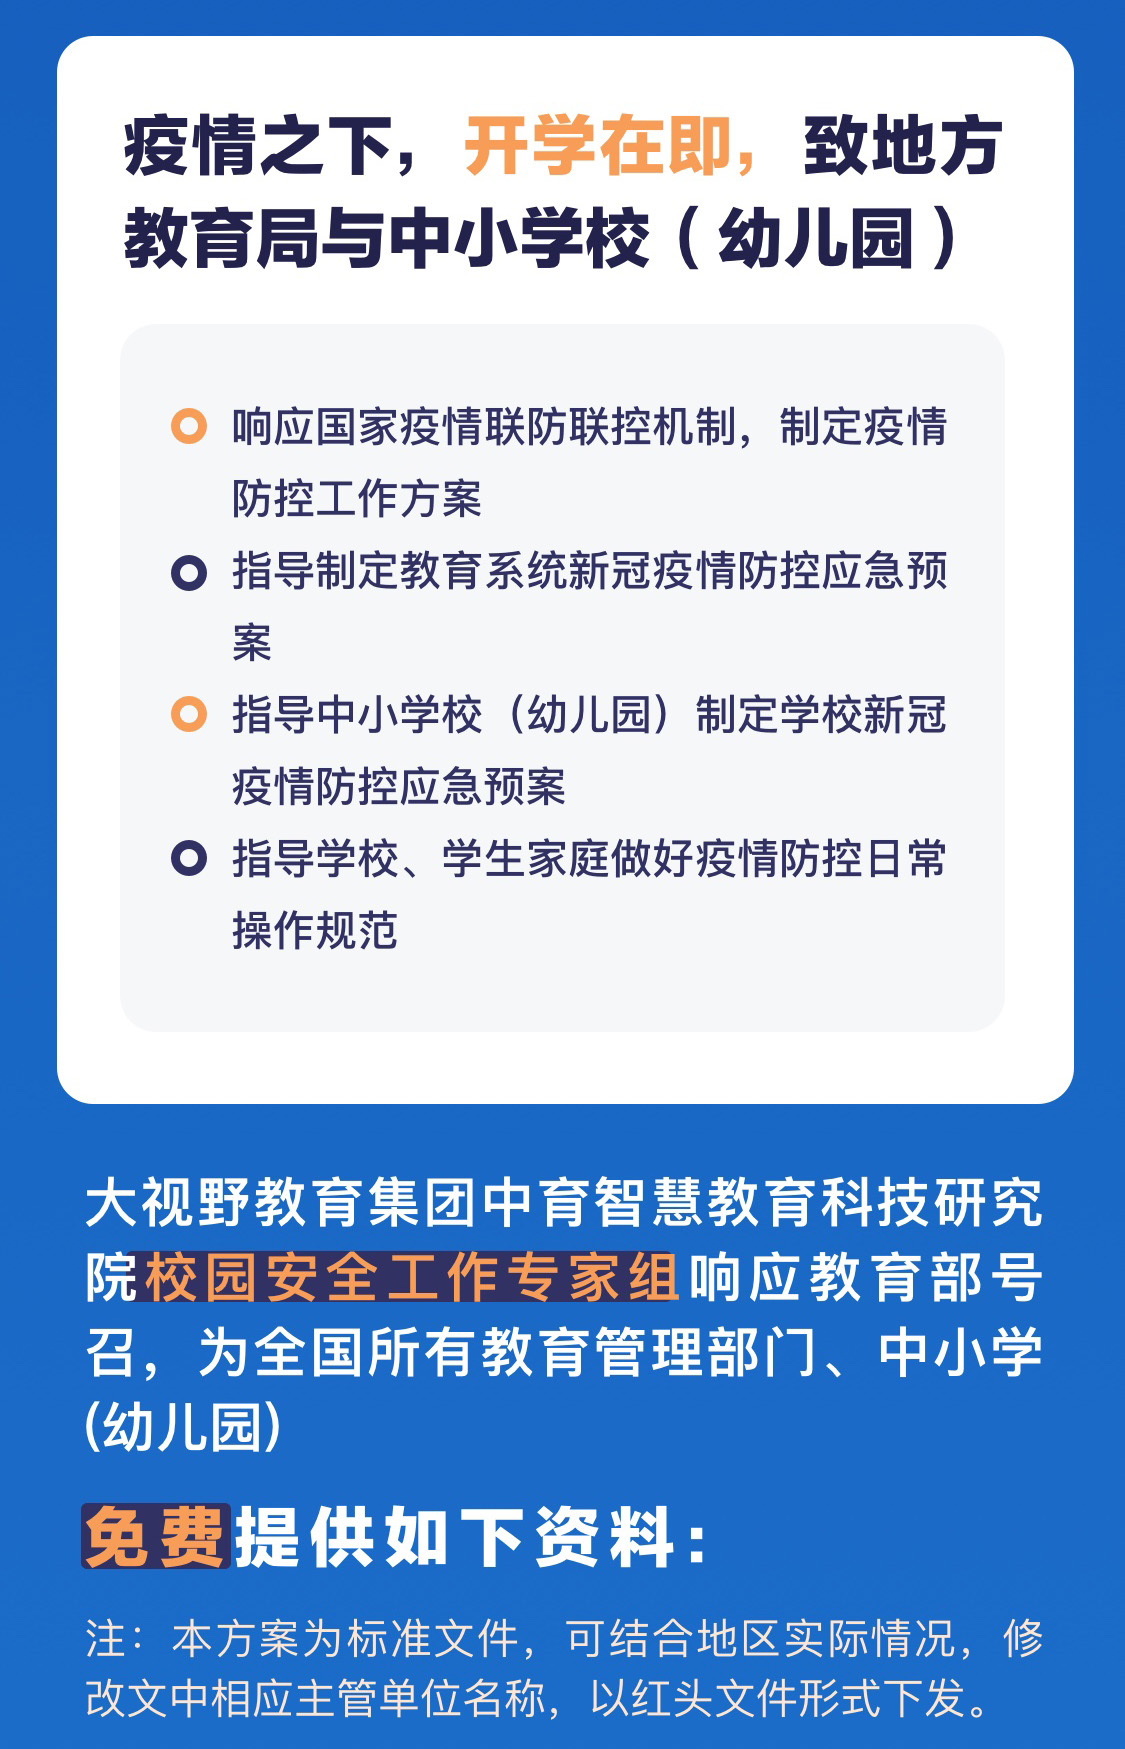 疫情之下，开学在即，致地方
教育局与中小学校（幼儿园）
响应国家疫情联防联控机制，制定疫情
防控工作方案
指导制定教育系统新冠疫情防控应急预
案
指导中小学校（幼儿园）制定学校新冠
疫情防控应急预案
指导学校、学生家庭做好疫情防控日常
操作规范
大视野教育集团中育智慧教育科技研究
院校园安全工作专家组响应教育部号
召，为全国所有教育管理部门、中小学
(幼儿园)
免费提供如下资料：
注：本方案为标准文件，可结合地区实际情况，修
改文中相应主管单位名称，以红头文件形式下发。